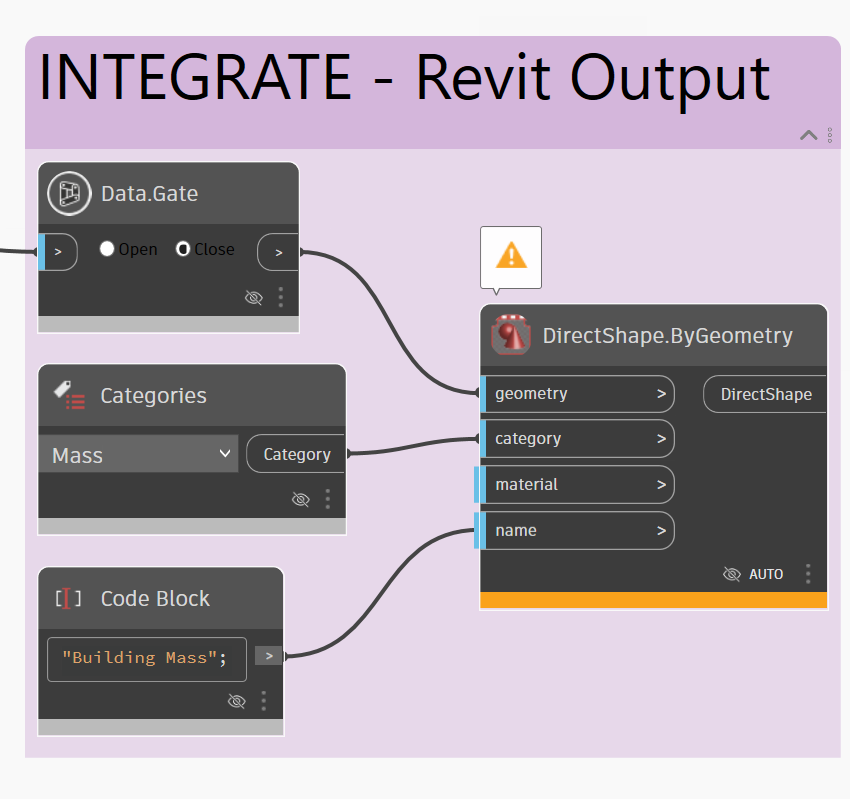 INTEGRATE - Revit Output
Data.Gate
> Open Close >
Categories
Mass Category
Code Block
"Building Mass"; >
DirectShape.ByGeometry
geometry > DirectShape
category >
material >
name >
AUTO